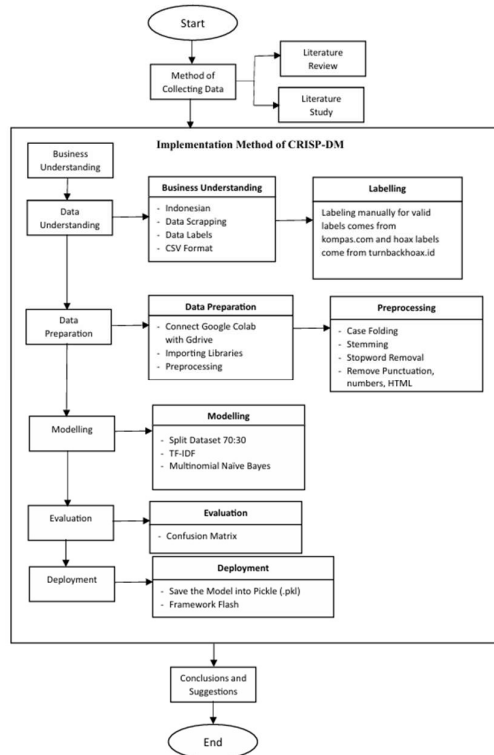 Start
Method of
Collecting Data
Literature
Review
Literature
Study
Implementation Method of CRISP-DM
Business
Understanding
Data
Understanding
Business Understanding
- Indonesian
- Data Scrapping
- Data Labels
- CSV Format
Labelling
Labeling manually for valid
labels comes from
kompas.com and hoax labels
come from turnbackhoax.id
Data
Preparation
Data Preparation
- Connect Google Colab
with Gdrive
- Importing Libraries
- Preprocessing
Preprocessing
- Case Folding
- Stemming
- Stopword Removal
- Remove Punctuation,
numbers, HTML
Modelling
Modelling
- Split Dataset 70:30
- TF-IDF
- Multinomial Naïve Bayes
Evaluation
Evaluation
- Confusion Matrix
Deployment
Deployment
- Save the Model into Pickle (.pkl)
- Framework Flash
Conclusions and
Suggestions
End